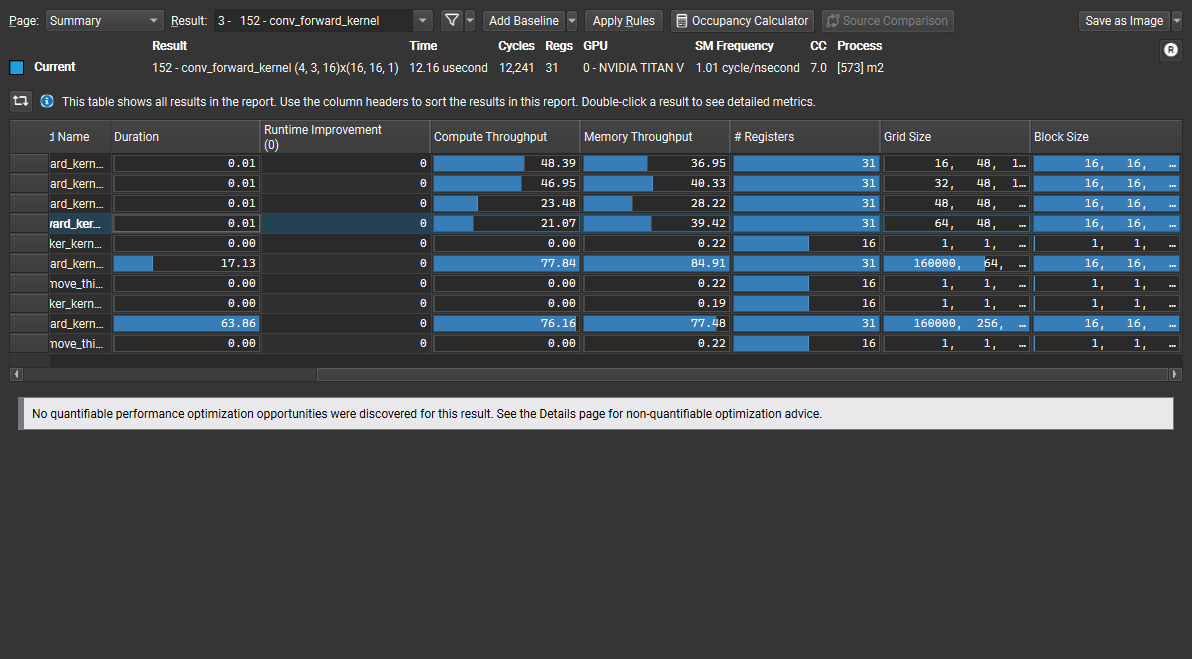 Page: Summary Result: 3 - 152 - conv_forward_kernel Add Baseline Apply Rules Occupancy Calculator Source Comparison Save as Image
Result Time Cycles Regs GPU SM Frequency CC Process
Current 152 - conv_forward_kernel (4, 3, 16)x(16, 16, 1) 12.16 usecond 12,241 31 0 - NVIDIA TITAN V 1.01 cycle/nsecond 7.0 [573] m2 R
This table shows all results in the report. Use the column headers to sort the results in this report. Double-click a result to see detailed metrics.
d Name Duration Runtime Improvement (0) Compute Throughput Memory Throughput # Registers Grid Size Block Size
ard_kern... 0.01 0 48.39 36.95 31 16, 48, 1... 16, 16, ...
ard_kern... 0.01 0 46.95 40.33 31 32, 48, 1... 16, 16, ...
ard_kern... 0.01 0 23.48 28.22 31 48, 48, ... 16, 16, ...
ward_ker... 0.01 0 21.07 39.42 31 64, 48, ... 16, 16, ...
ker_kern... 0.00 0 0.00 0.22 16 1, 1, ... 1, 1, ...
ard_kern... 17.13 0 77.84 84.91 31 160000, 64, ... 16, 16, ...
move_thi... 0.00 0 0.00 0.22 16 1, 1, ... 1, 1, ...
ker_kern... 0.00 0 0.00 0.19 16 1, 1, ... 1, 1, ...
ard_kern... 63.86 0 76.16 77.48 31 160000, 256, ... 16, 16, ...
move_thi... 0.00 0 0.00 0.22 16 1, 1, ... 1, 1, ...
No quantifiable performance optimization opportunities were discovered for this result. See the Details page for non-quantifiable optimization advice.